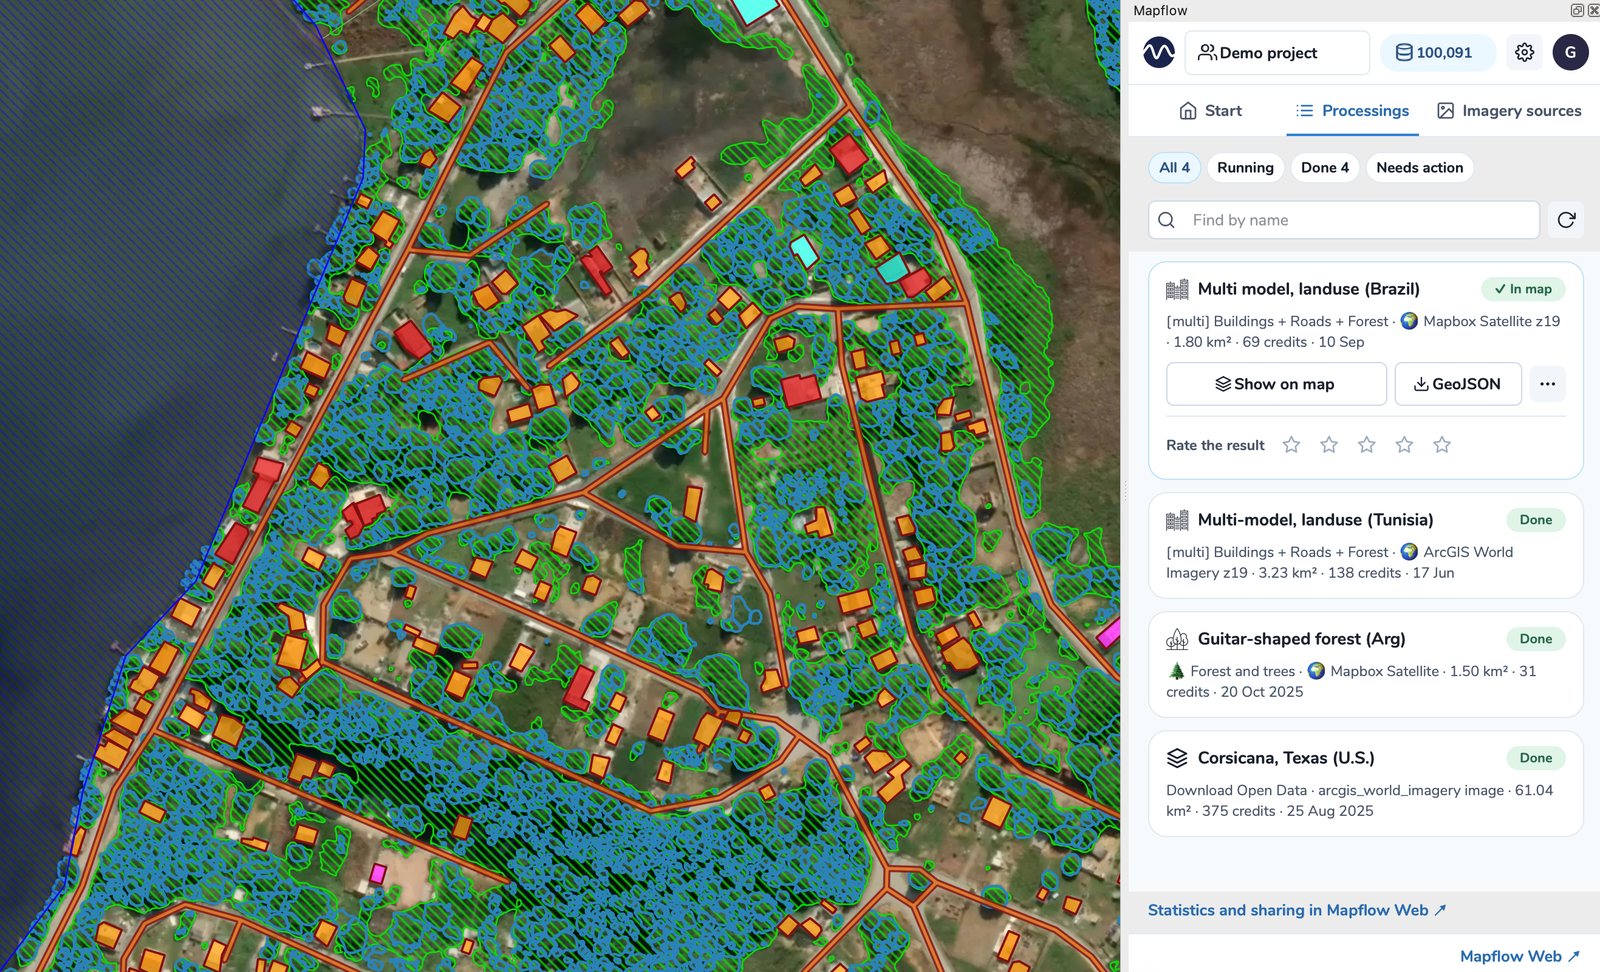 Mapflow
Demo project
100,091
G
Start
Processings
Imagery sources
All 4
Running
Done 4
Needs action
Find by name
Multi model, landuse (Brazil)
✓ In map
[multi] Buildings + Roads + Forest · 🌍 Mapbox Satellite z19
· 1.80 km² · 69 credits · 10 Sep
Show on map
GeoJSON
Rate the result
Multi-model, landuse (Tunisia)
Done
[multi] Buildings + Roads + Forest · 🌍 ArcGIS World
Imagery z19 · 3.23 km² · 138 credits · 17 Jun
Guitar-shaped forest (Arg)
Done
🌲 Forest and trees · 🌍 Mapbox Satellite · 1.50 km² · 31
credits · 20 Oct 2025
Corsicana, Texas (U.S.)
Done
Download Open Data · arcgis_world_imagery image · 61.04
km² · 375 credits · 25 Aug 2025
Statistics and sharing in Mapflow Web ↗
Mapflow Web ↗